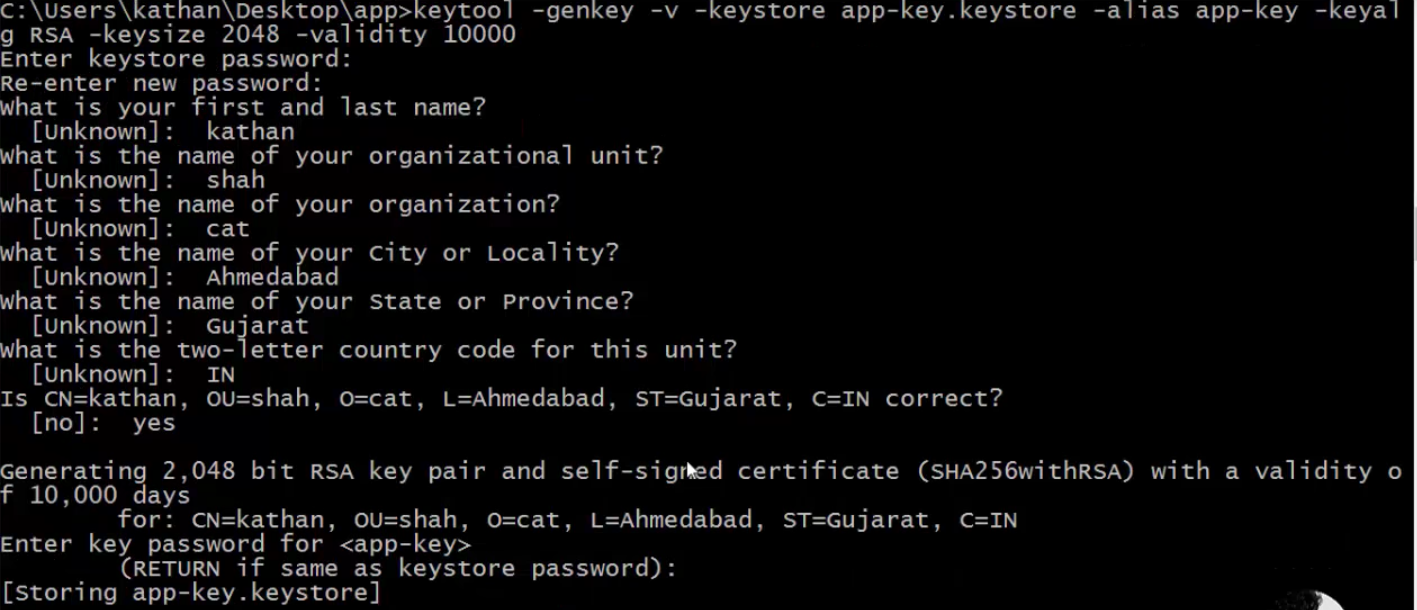 C:\Users\kathan\Desktop\app>keytool -genkey -v -keystore app-key.keystore -alias app-key -keyal
g RSA -keysize 2048 -validity 10000
Enter keystore password:
Re-enter new password:
What is your first and last name?
  [Unknown]:  kathan
What is the name of your organizational unit?
  [Unknown]:  shah
What is the name of your organization?
  [Unknown]:  cat
What is the name of your City or Locality?
  [Unknown]:  Ahmedabad
What is the name of your State or Province?
  [Unknown]:  Gujarat
What is the two-letter country code for this unit?
  [Unknown]:  IN
Is CN=kathan, OU=shah, O=cat, L=Ahmedabad, ST=Gujarat, C=IN correct?
  [no]:  yes

Generating 2,048 bit RSA key pair and self-signed certificate (SHA256withRSA) with a validity o
f 10,000 days
        for: CN=kathan, OU=shah, O=cat, L=Ahmedabad, ST=Gujarat, C=IN
Enter key password for <app-key>
        (RETURN if same as keystore password):
[Storing app-key.keystore]